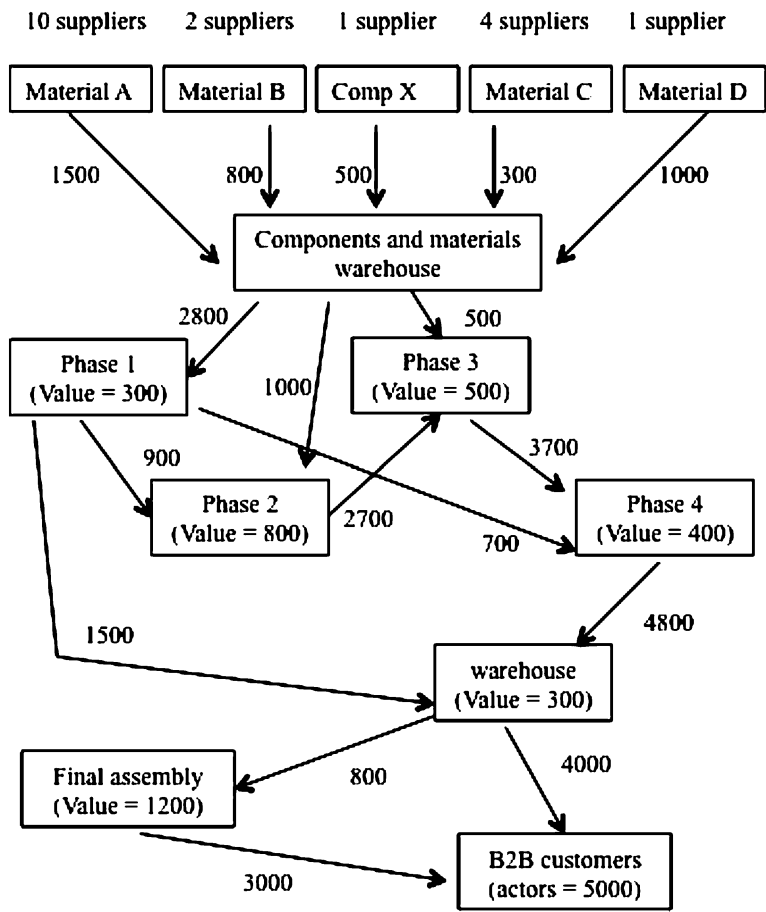 10 suppliers 2 suppliers 1 supplier 4 suppliers 1 supplier
Material A Material B Comp X Material C Material D
1500 800 500 300 1000
Components and materials
warehouse
2800 500
Phase 1
(Value = 300)
Phase 3
(Value = 500)
1000
900 3700
Phase 2
(Value = 800)
2700 700
Phase 4
(Value = 400)
1500 4800
warehouse
(Value = 300)
800 4000
Final assembly
(Value = 1200)
3000
B2B customers
(actors = 5000)